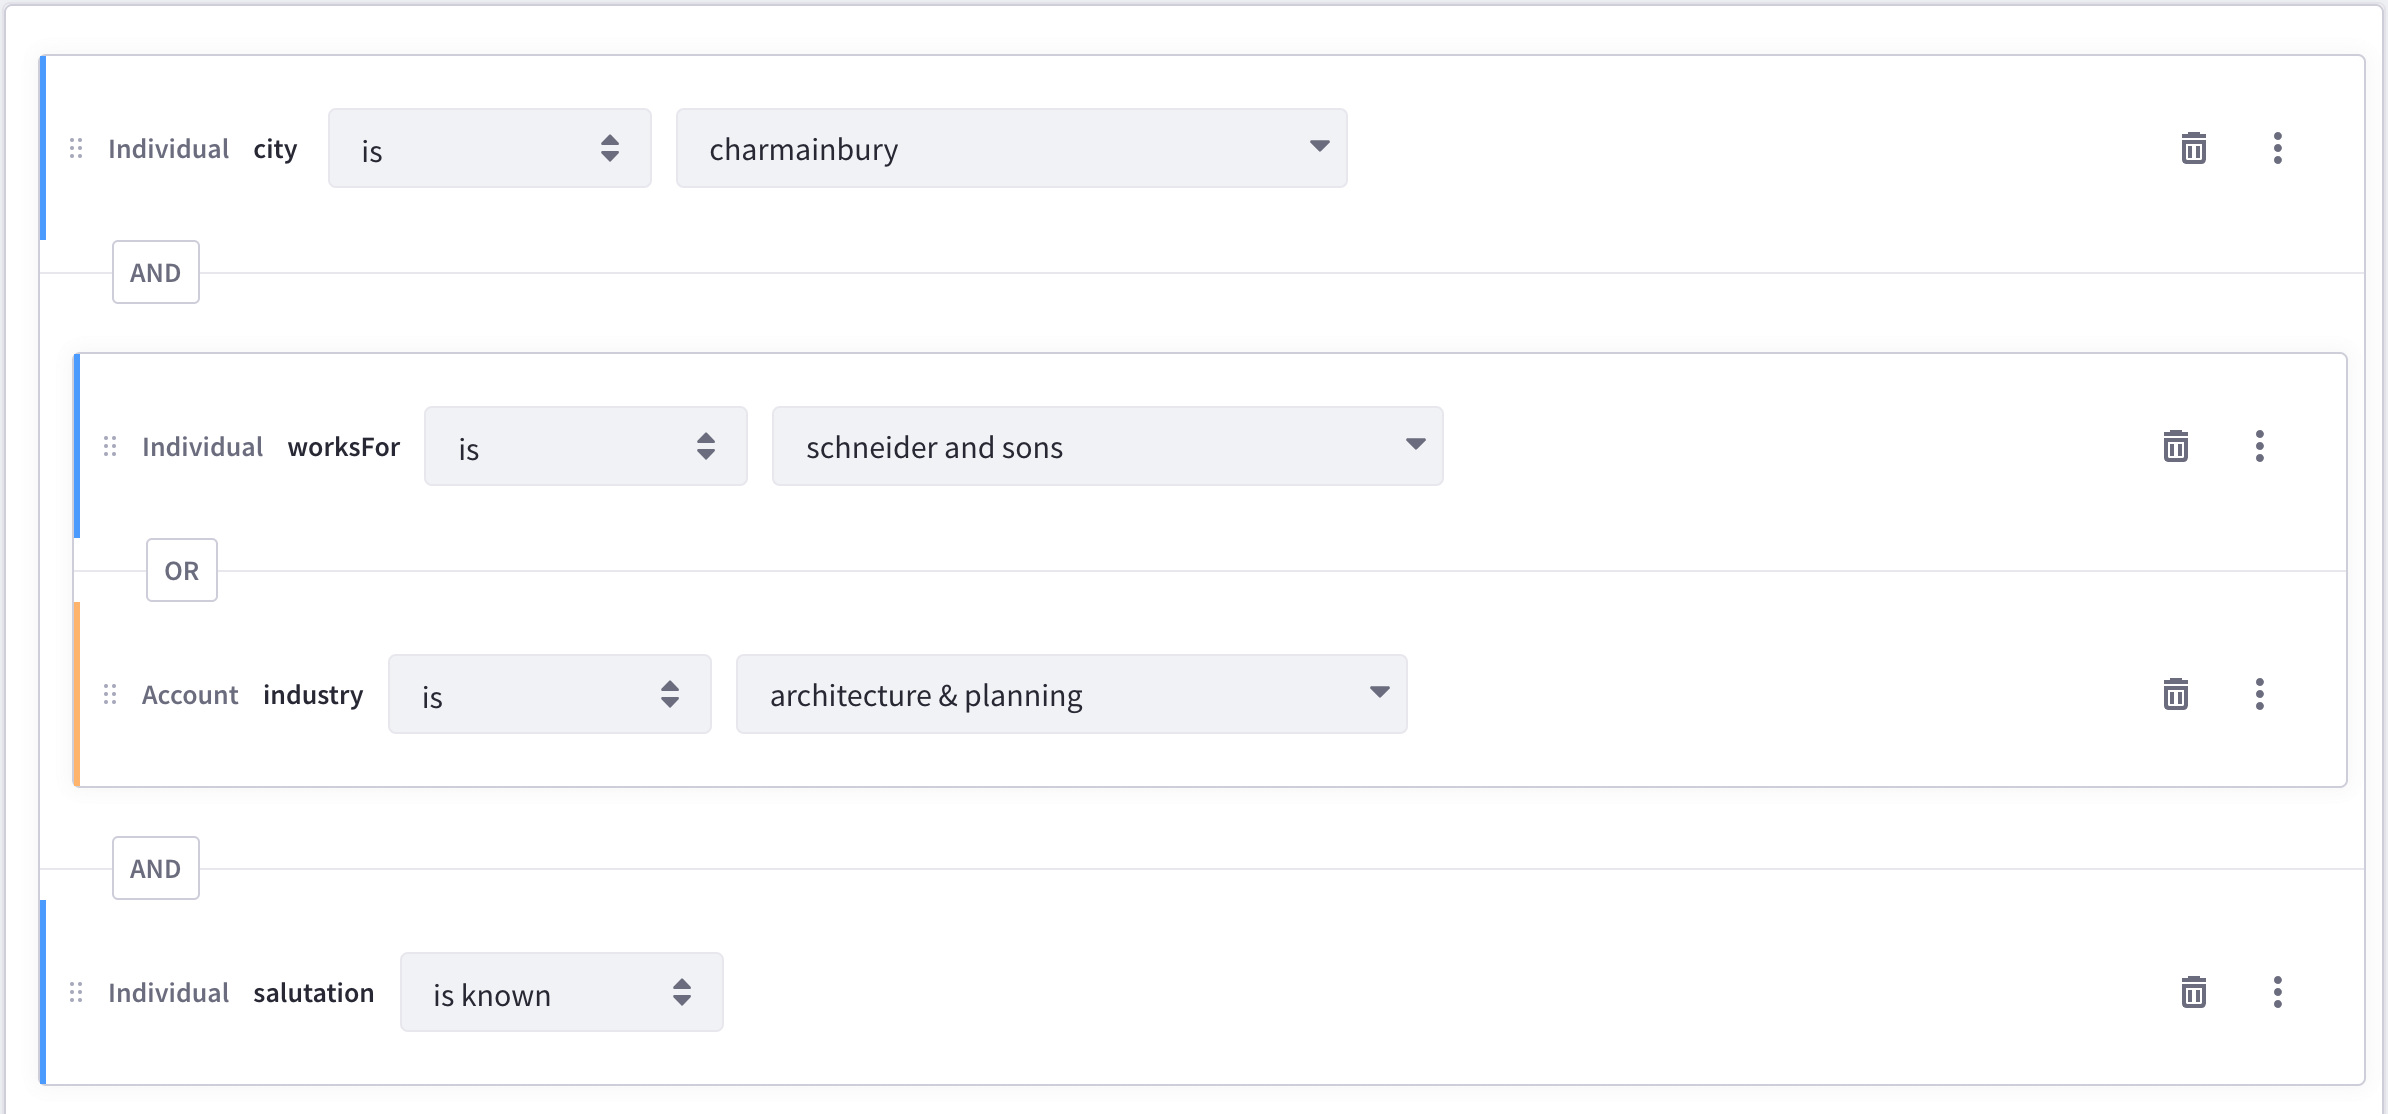 Individual city is charmainbury
AND
Individual worksFor is schneider and sons
OR
Account industry is architecture & planning
AND
Individual salutation is known